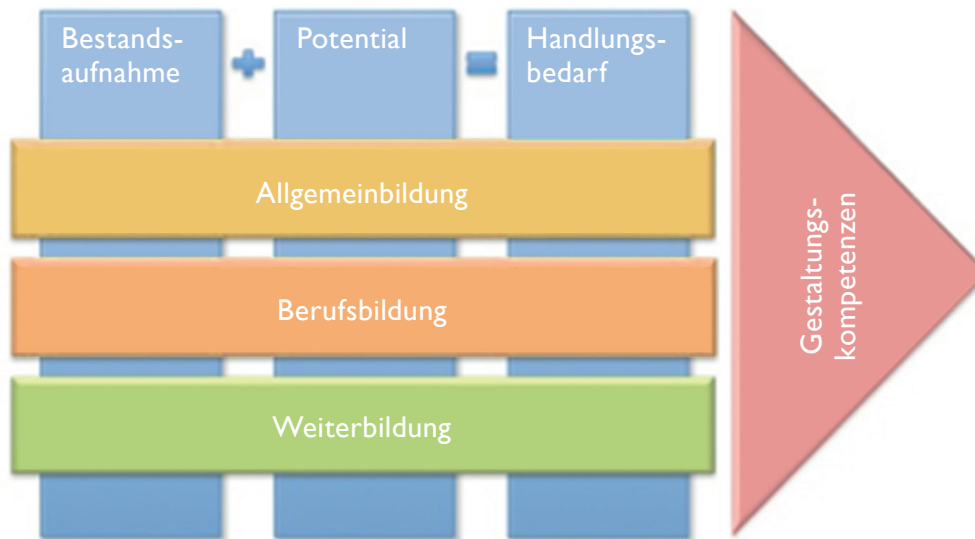 Bestands-
aufnahme
Potential
Handlungs-
bedarf
Allgemeinbildung
Berufsbildung
Weiterbildung
Gestaltungs-
kompetenzen